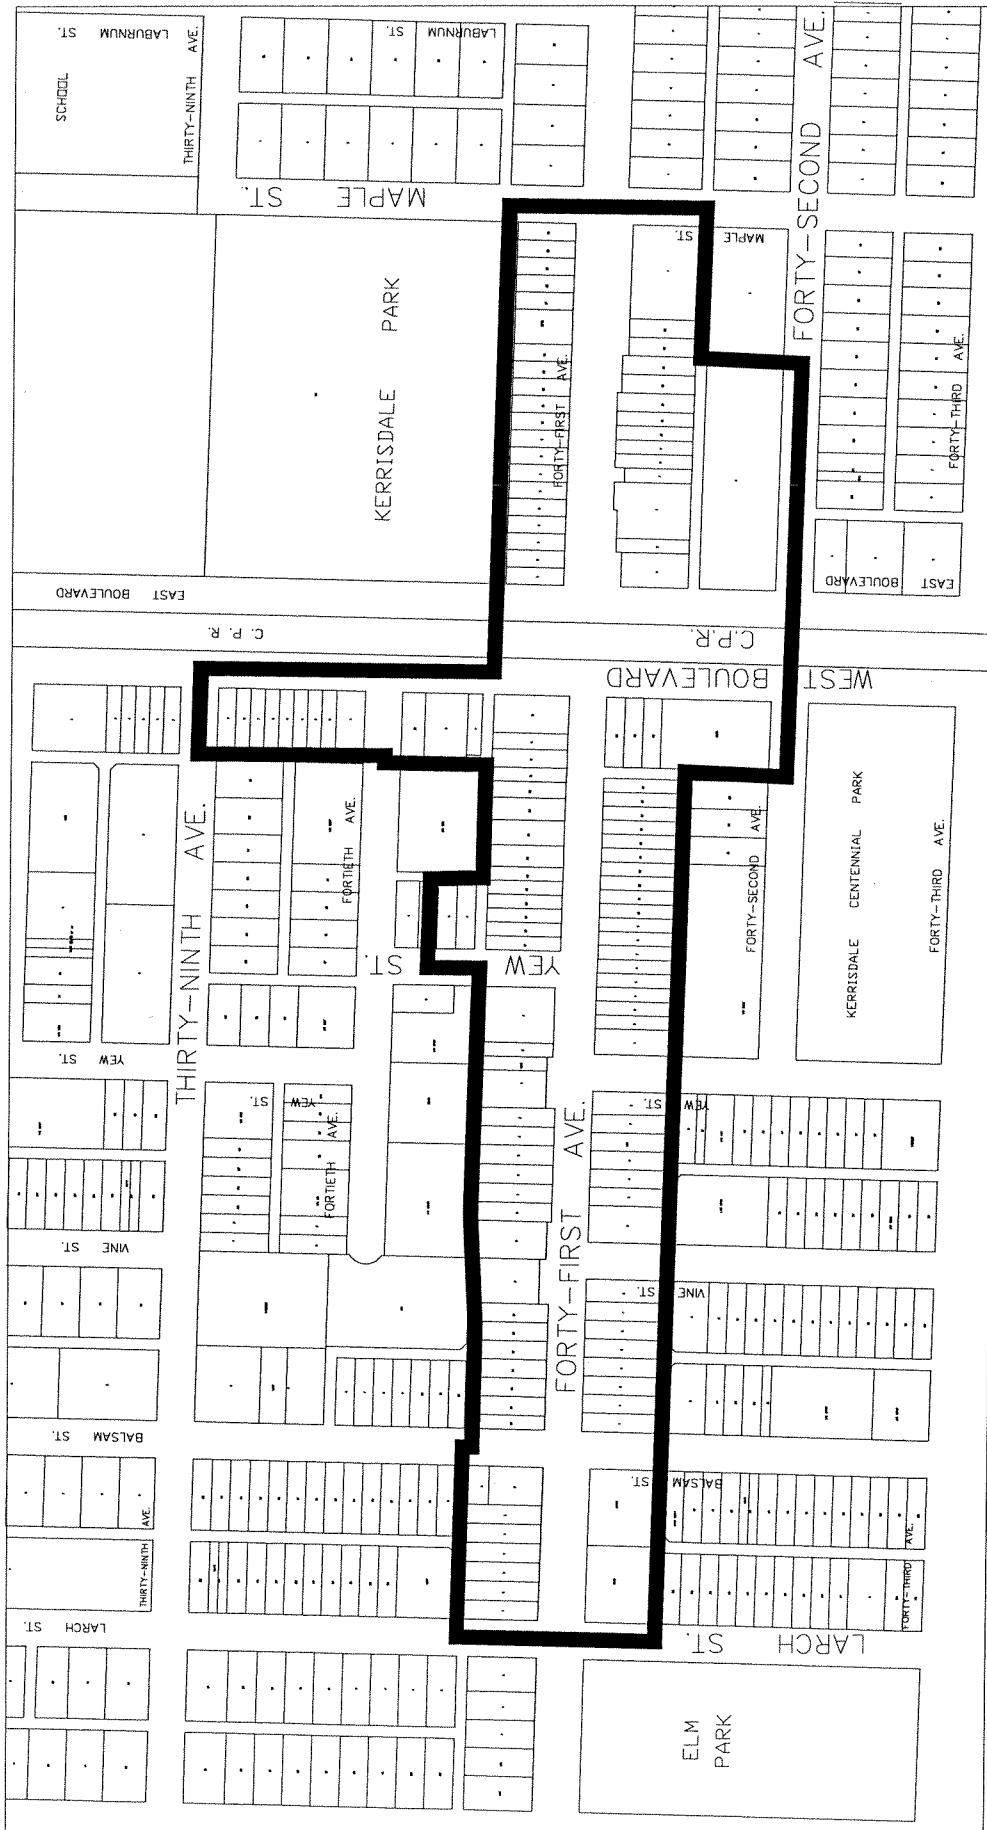 LABURNUM ST.
SCHOOL
THIRTY-NINTH AVE.
LABURNUM ST.
MAPLE ST.
KERRISDALE PARK
EAST BOULEVARD
C. P. R.
MAPLE ST.
FORTY-FIRST AVE.
FORTY-SECOND AVE.
FORTY-THIRD AVE.
EAST BOULEVARD
C.P.R.
WEST BOULEVARD
THIRTY-NINTH AVE.
FORTIETH AVE.
YEW ST.
FORTY-SECOND AVE.
KERRISDALE CENTENNIAL PARK
FORTY-THIRD AVE.
YEW ST.
YEW ST.
FORTIETH AVE.
FORTY-FIRST AVE.
YEW ST.
VINE ST.
VINE ST.
BALSAM ST.
BALSAM ST.
THIRTY-NINTH AVE.
FORTY-THIRD AVE.
LARCH ST.
LARCH ST.
ELM
PARK